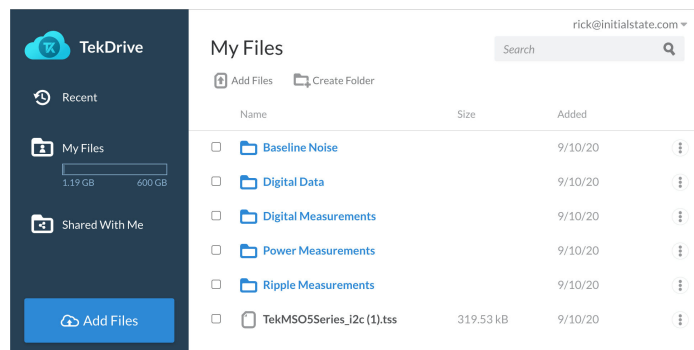 rick@initialstate.com
TekDrive
My Files
Search
Add Files Create Folder
Recent
Name Size Added
My Files
1.19 GB 600 GB
Baseline Noise 9/10/20
Digital Data 9/10/20
Digital Measurements 9/10/20
Shared With Me
Power Measurements 9/10/20
Ripple Measurements 9/10/20
Add Files
TekMSO5Series_i2c (1).tss 319.53 kB 9/10/20